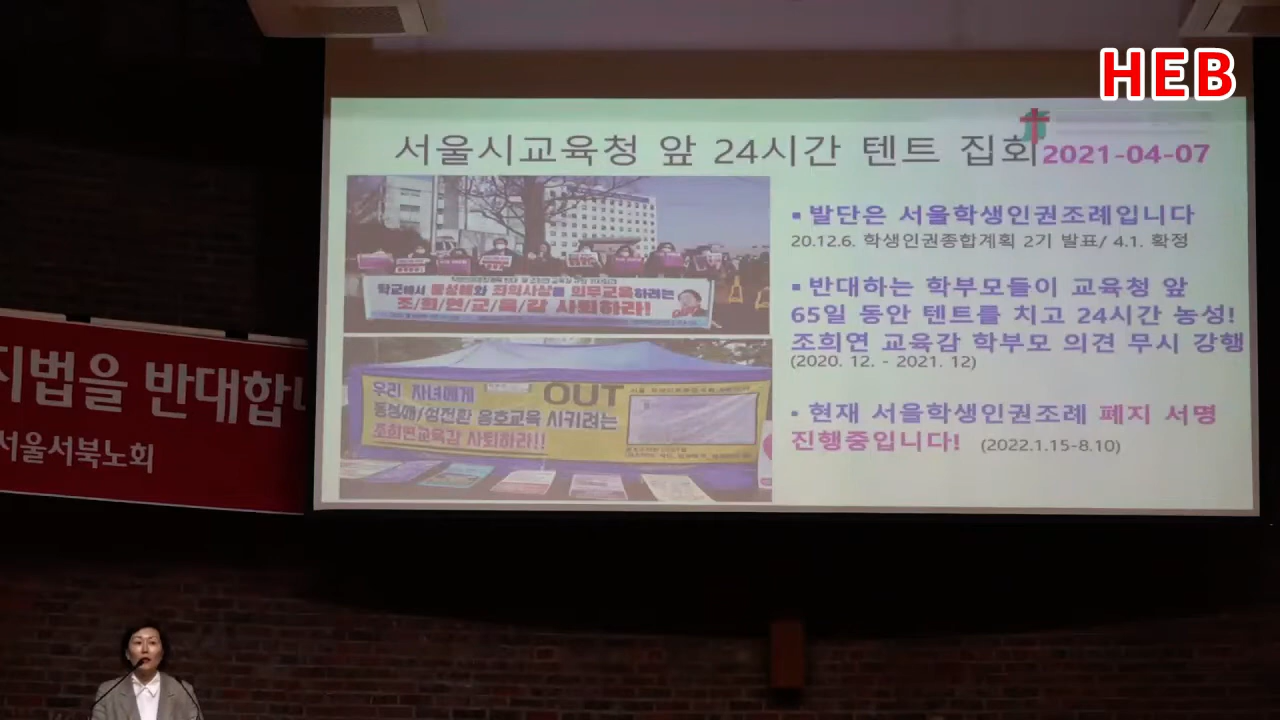 HEB
서울시교육청 앞 24시간 텐트 집회
2021-04-07
▪ 발단은 서울학생인권조례입니다
20.12.6. 학생인권종합계획 2기 발표/ 4.1. 확정
▪ 반대하는 학부모들이 교육청 앞
65일 동안 텐트를 치고 24시간 농성!
조희연 교육감 학부모 의견 무시 강행
(2020. 12. - 2021. 12)
• 현재 서울학생인권조례 폐지 서명
진행중입니다! (2022.1.15-8.10)
학교에서 동성애와 좌익사상을 의무교육하려는
조/희/연/교/육/감 사퇴하라!
우리 자녀에게 OUT
동성애/성전환 옹호교육 시키려는
조희연교육감 사퇴하라!!
지법을 반대합니
서울서북노회